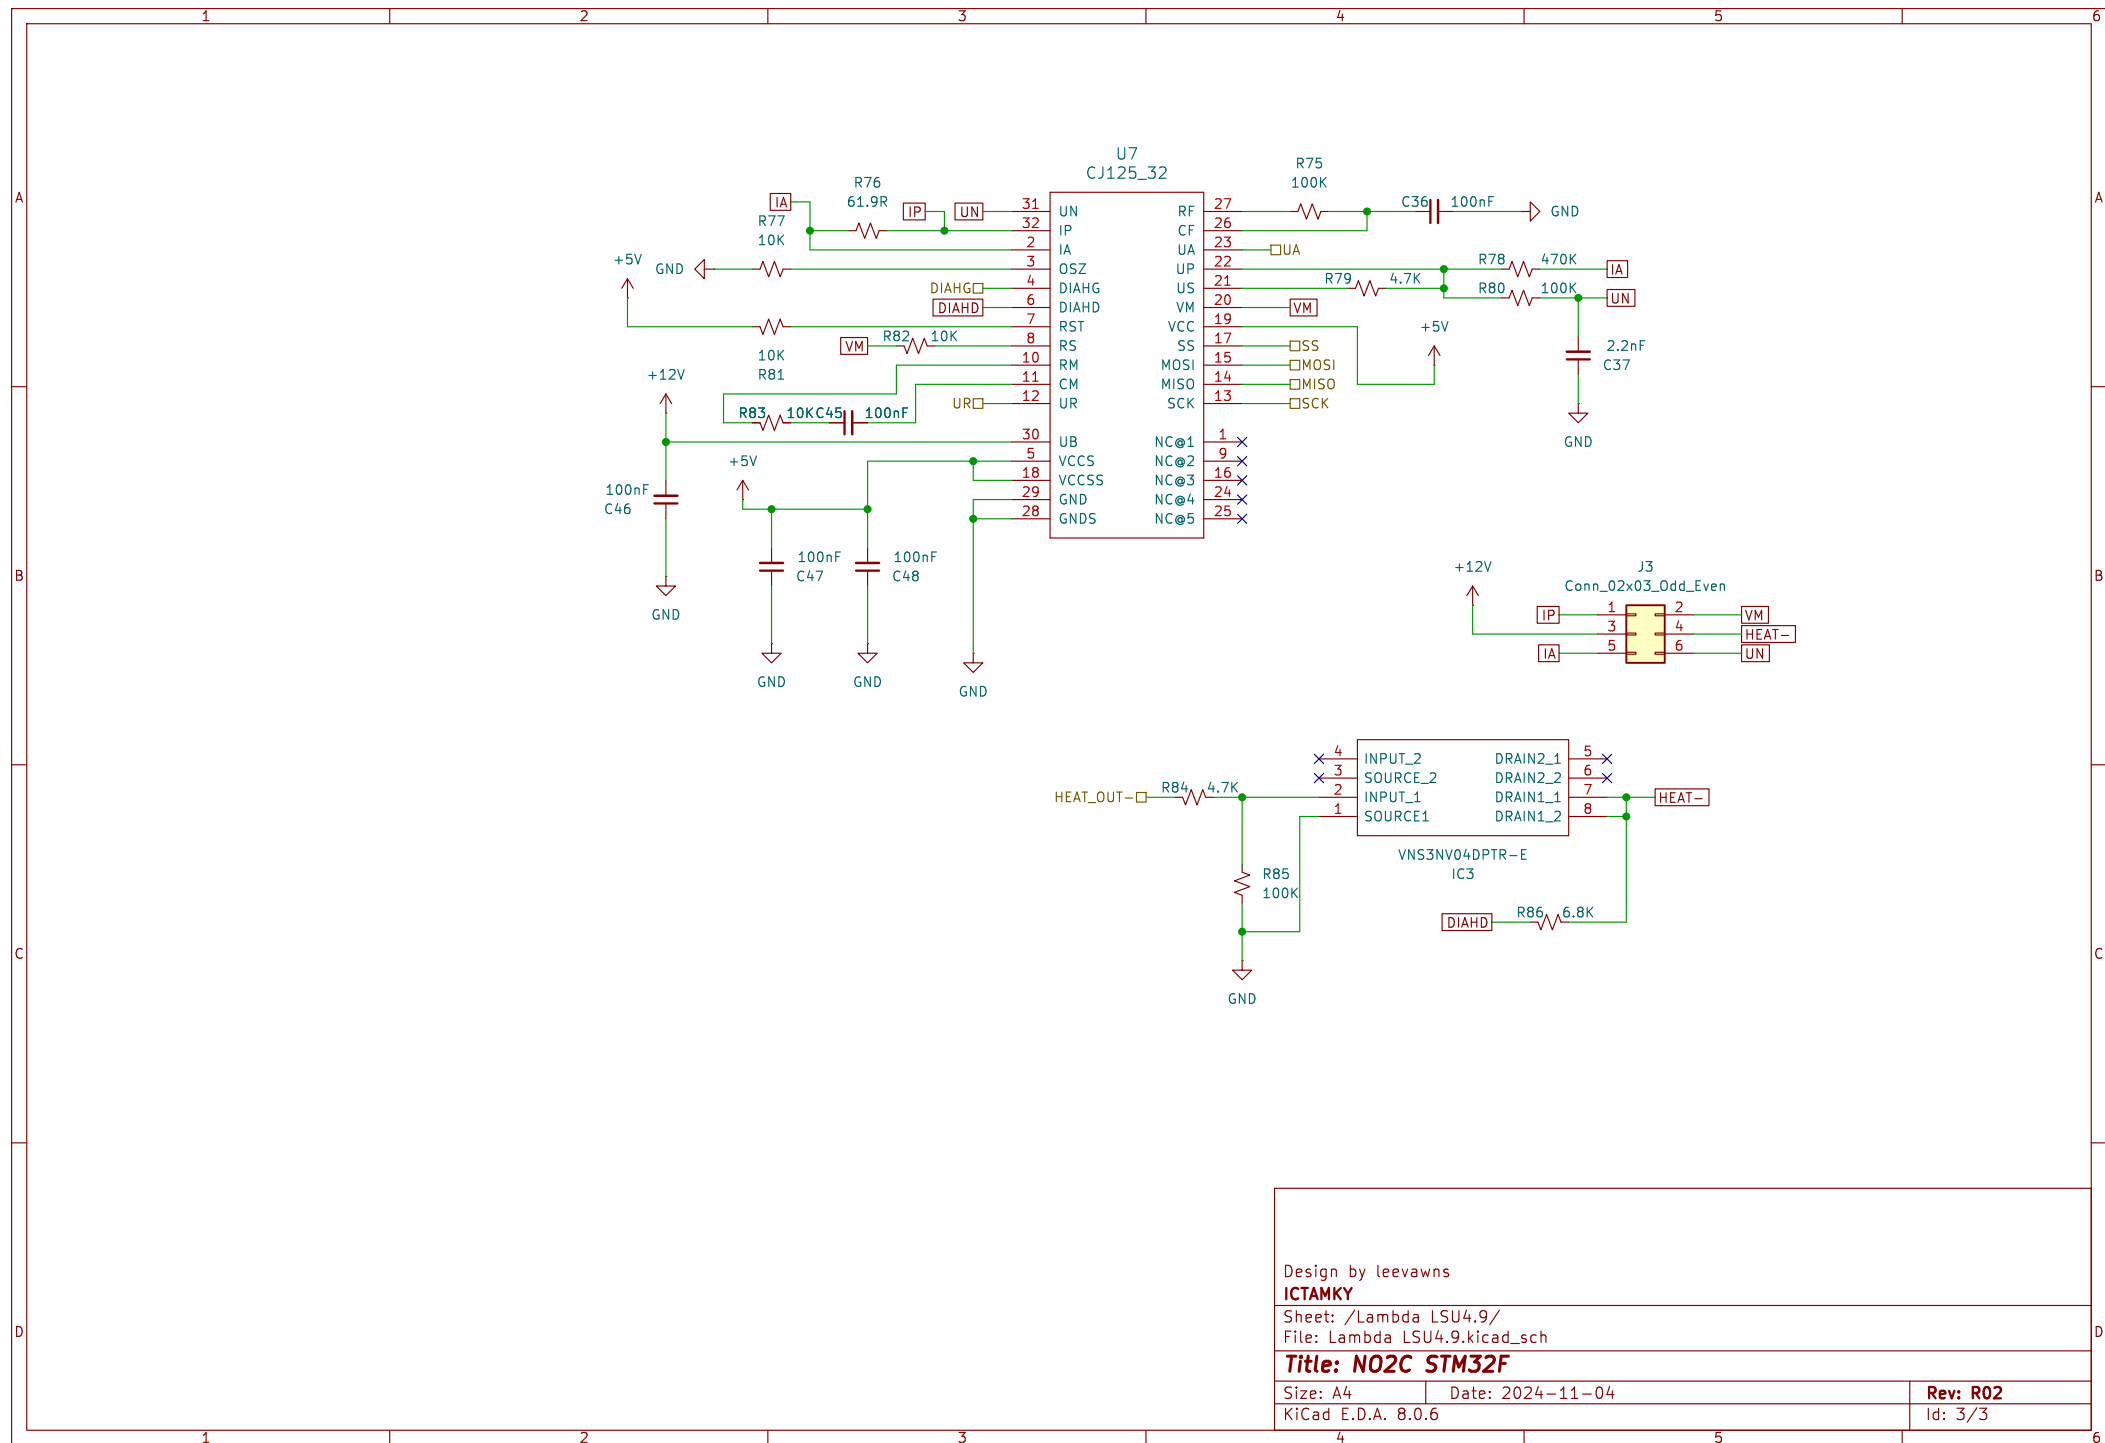 1 2 3 4 5 6
A A
B B
C C
D D
1 2 3 4 5 6
U7
CJ125_32
31 UN
32 IP
2 IA
3 OSZ
4 DIAHG
6 DIAHD
7 RST
8 RS
10 RM
11 CM
12 UR
30 UB
5 VCCS
18 VCCSS
29 GND
28 GNDS
RF 27
CF 26
UA 23
UP 22
US 21
VM 20
VCC 19
SS 17
MOSI 15
MISO 14
SCK 13
NC@1 1
NC@2 9
NC@3 16
NC@4 24
NC@5 25
R76
61.9R
IA
IP
UN
R77
10K
GND
+5V
DIAHG
DIAHD
10K
R81
VM
R82 10K
+12V
R83 10K
C45 100nF
UR
+5V
100nF
C46
GND
100nF
C47
GND
100nF
C48
GND
GND
R75
100K
C36 100nF
GND
UA
R78 470K
IA
R79 4.7K
R80 100K
UN
VM
+5V
2.2nF
C37
GND
SS
MOSI
MISO
SCK
+12V
J3
Conn_02x03_Odd_Even
IP 1 2 VM
3 4 HEAT-
IA 5 6 UN
4 INPUT_2 DRAIN2_1 5
3 SOURCE_2 DRAIN2_2 6
2 INPUT_1 DRAIN1_1 7
1 SOURCE1 DRAIN1_2 8
HEAT_OUT-
R84 4.7K
HEAT-
VNS3NV04DPTR-E
IC3
R85
100K
DIAHD
R86 6.8K
GND
Design by leevawns
ICTAMKY
Sheet: /Lambda LSU4.9/
File: Lambda LSU4.9.kicad_sch
Title: NO2C STM32F
Size: A4 Date: 2024-11-04 Rev: R02
KiCad E.D.A. 8.0.6 Id: 3/3